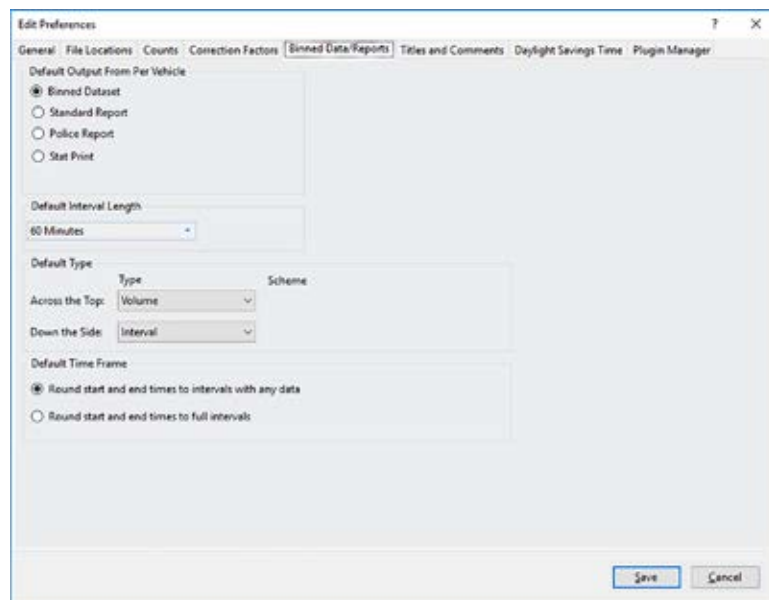 Edit Preferences ?
General File Locations Counts Correction Factors Binned Data/Reports Titles and Comments Daylight Savings Time Plugin Manager
Default Output From Per Vehicle
Binned Dataset
Standard Report
Police Report
Stat Print
Default Interval Length
60 Minutes
Default Type
Type Scheme
Across the Top: Volume
Down the Side: Interval
Default Time Frame
Round start and end times to intervals with any data
Round start and end times to full intervals
Save Cancel